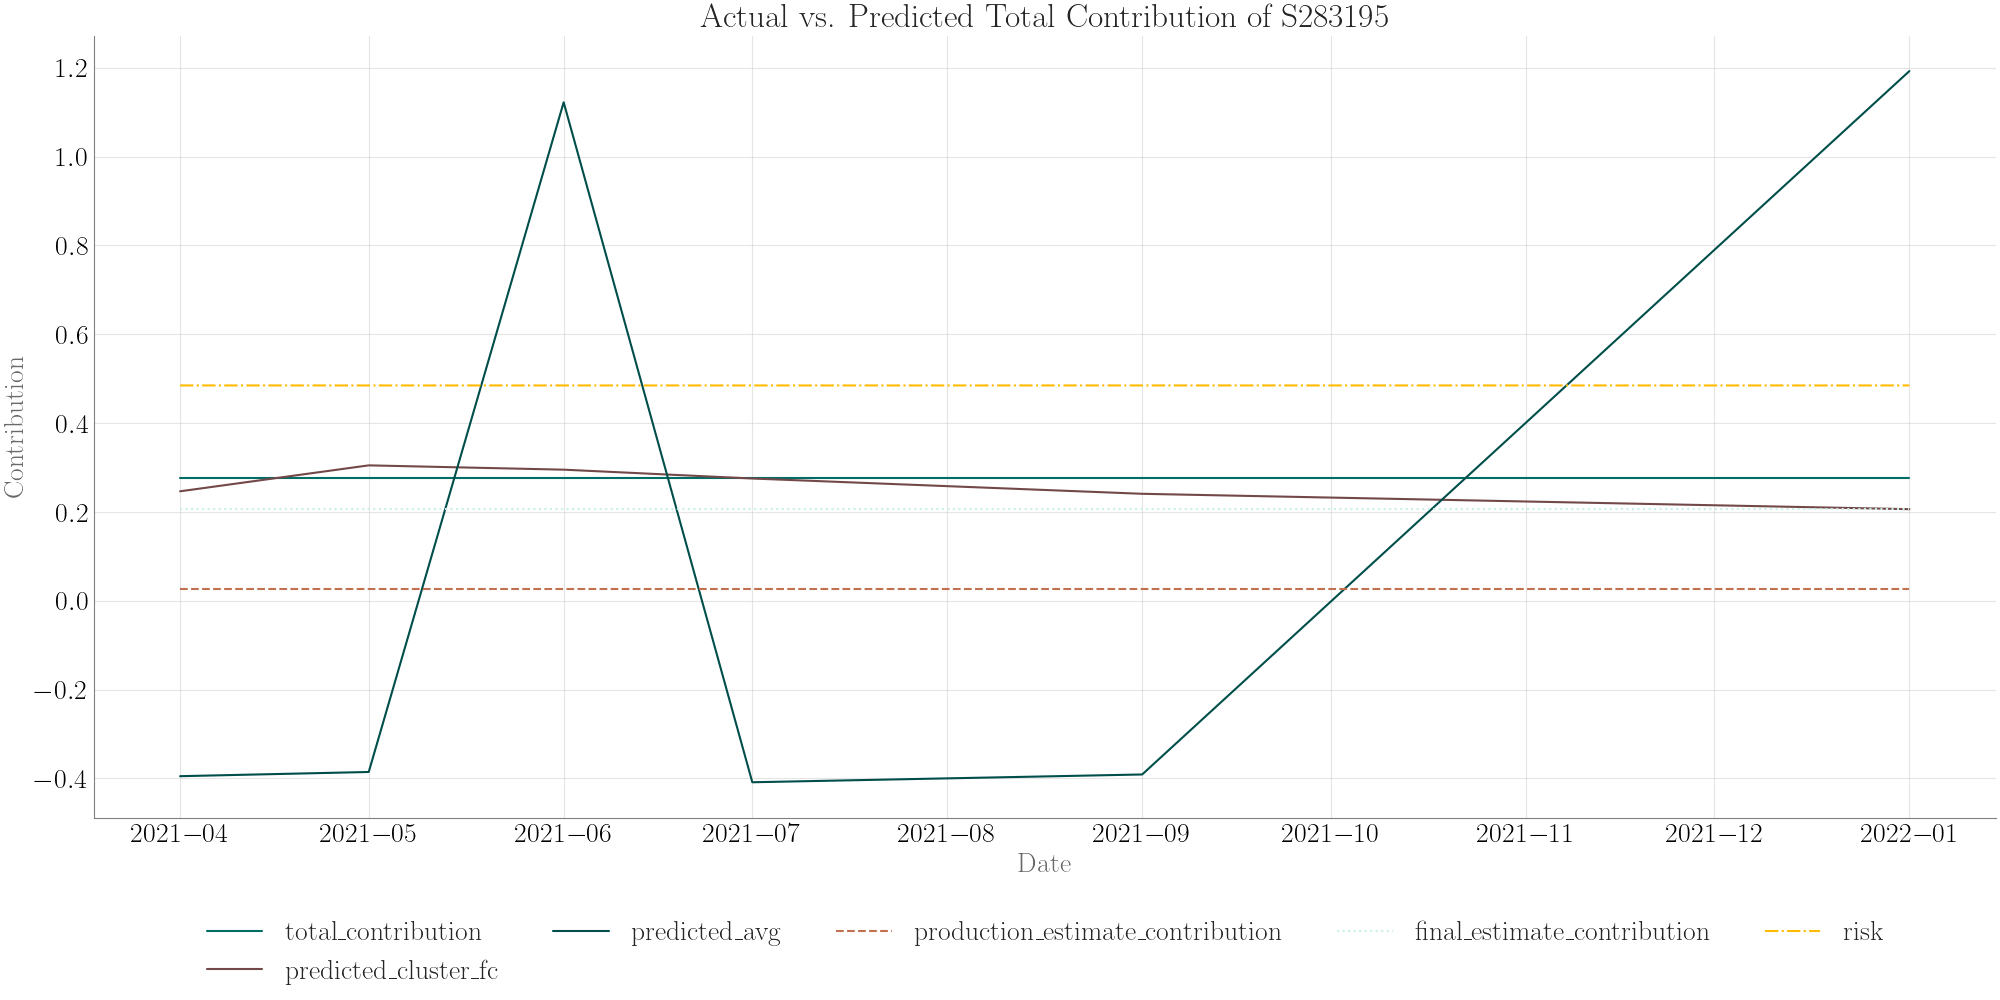 Actual vs. Predicted Total Contribution of S283195
Contribution
1.2
1.0
0.8
0.6
0.4
0.2
0.0
−0.2
−0.4
2021−04 2021−05 2021−06 2021−07 2021−08 2021−09 2021−10 2021−11 2021−12 2022−01
Date
total_contribution predicted_avg production_estimate_contribution final_estimate_contribution risk
predicted_cluster_fc